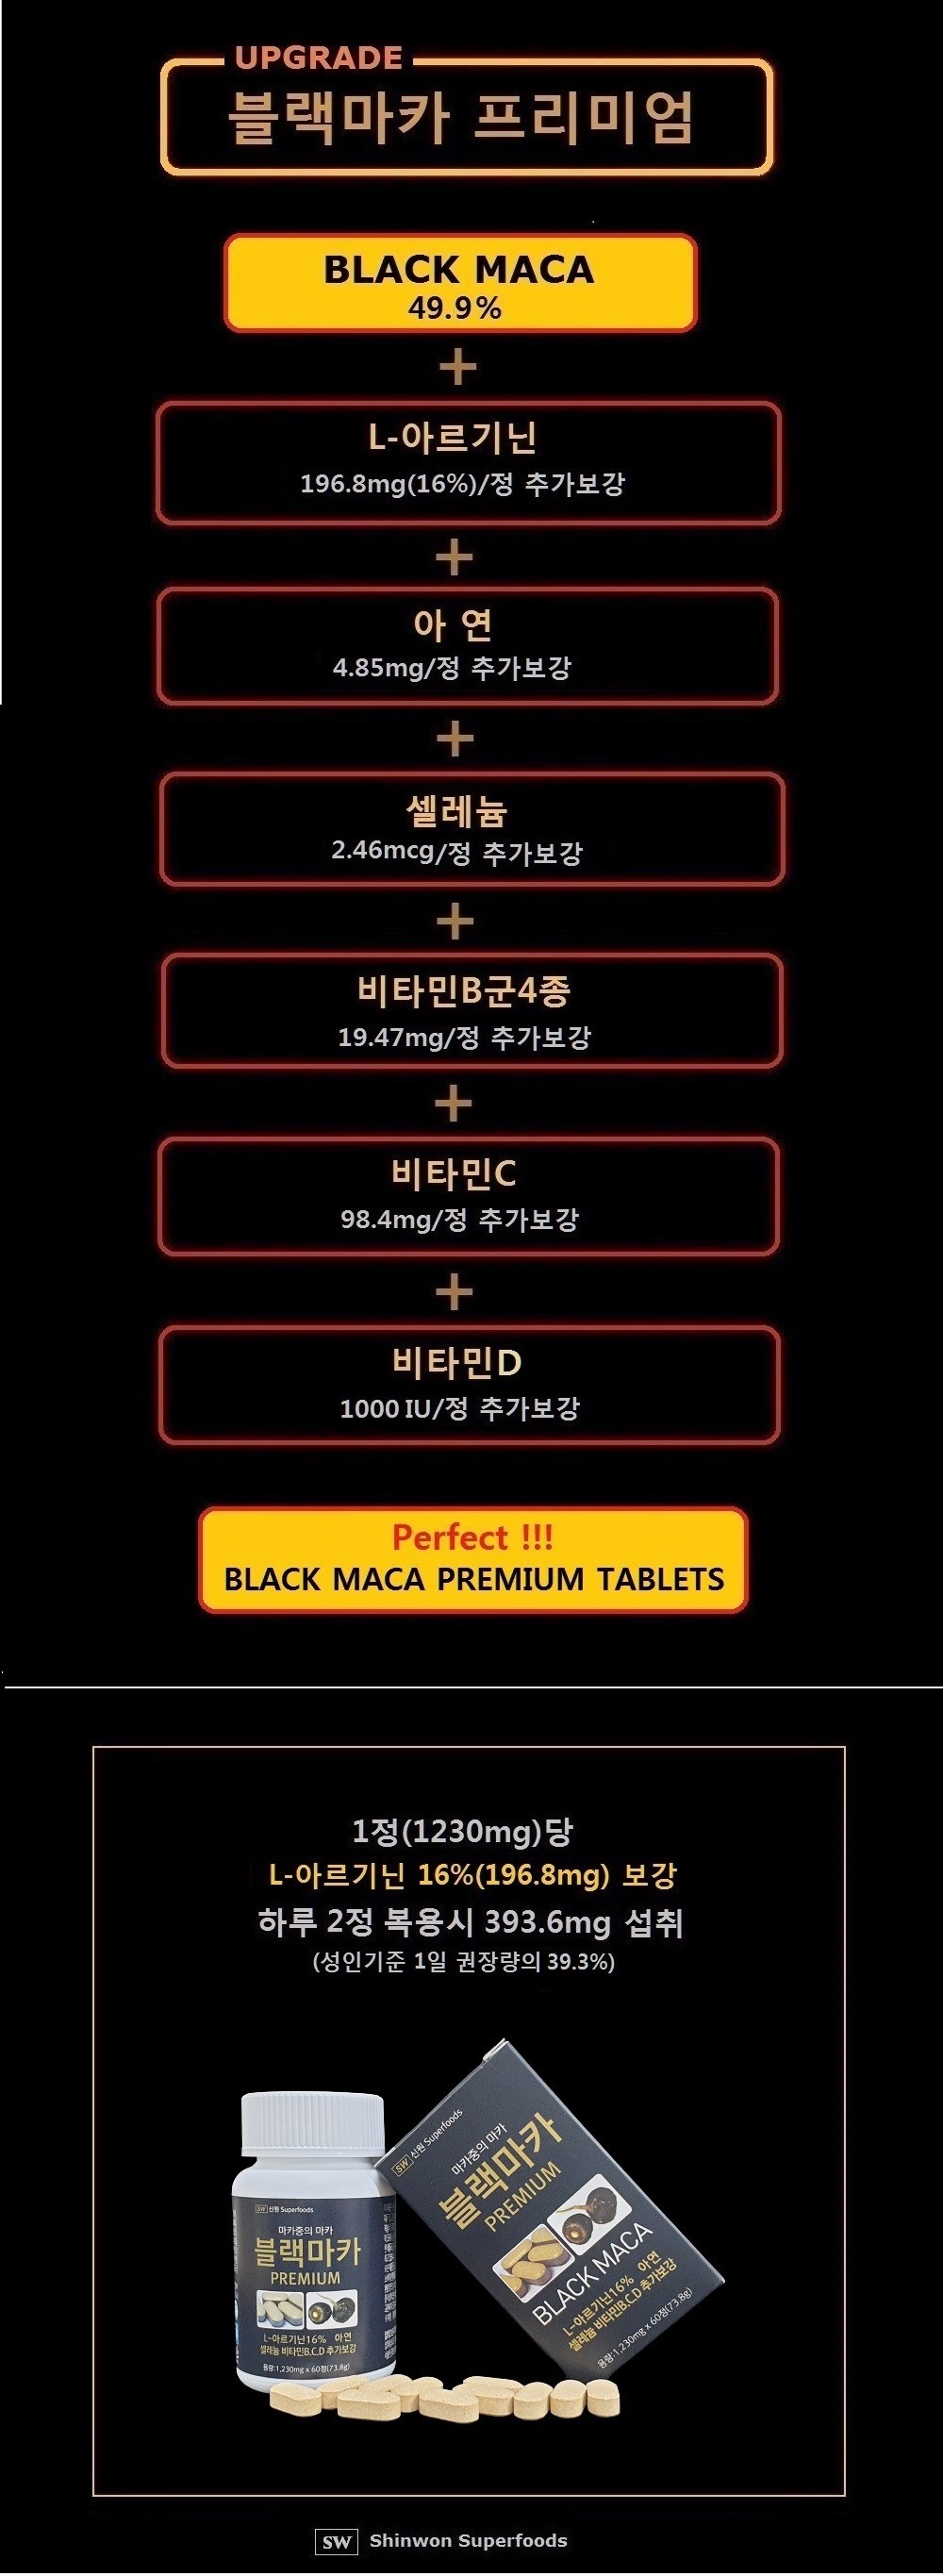 UPGRADE
블랙마카 프리미엄
BLACK MACA
49.9%
+
L-아르기닌
196.8mg(16%)/정 추가보강
+
아 연
4.85mg/정 추가보강
+
셀레늄
2.46mcg/정 추가보강
+
비타민B군4종
19.47mg/정 추가보강
+
비타민C
98.4mg/정 추가보강
+
비타민D
1000 IU/정 추가보강
Perfect !!!
BLACK MACA PREMIUM TABLETS
1정(1230mg)당
L-아르기닌 16%(196.8mg) 보강
하루 2정 복용시 393.6mg 섭취
(성인기준 1일 권장량의 39.3%)
SW 신원 Superfoods
마카중의 마카
블랙마카
PREMIUM
BLACK MACA
L-아르기닌16% 아연
셀레늄 비타민B.C.D 추가보강
용량:1,230mg x 60정(73.8g)
SW 신원 Superfoods
마카중의 마카
블랙마카
PREMIUM
L-아르기닌16% 아연
셀레늄 비타민B.C.D 추가보강
용량:1,230mg x 60정(73.8g)
SW Shinwon Superfoods